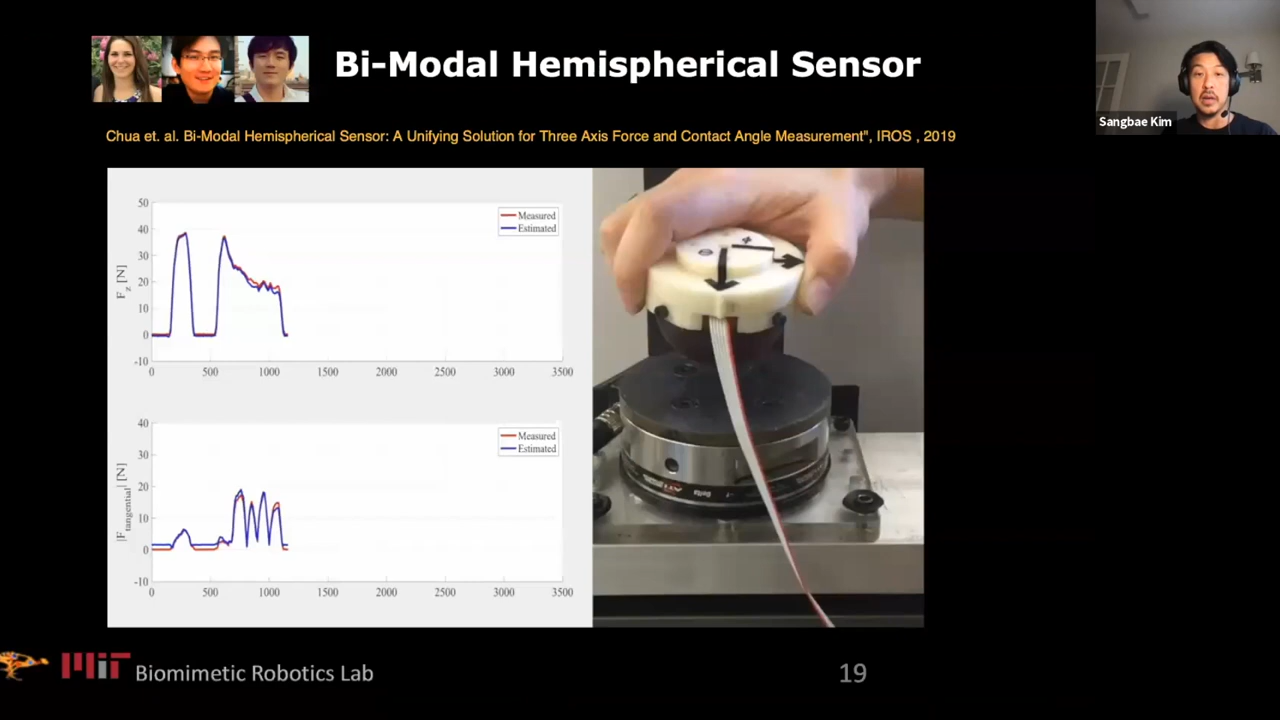 Bi-Modal Hemispherical Sensor
Sangbae Kim
Chua et. al. Bi-Modal Hemispherical Sensor: A Unifying Solution for Three Axis Force and Contact Angle Measurement", IROS , 2019
50
40
30
20
10
0
-10
F_z [N]
Measured
Estimated
0 500 1000 1500 2000 2500 3000 3500
40
30
20
10
0
-10
|F_tangential| [N]
Measured
Estimated
0 500 1000 1500 2000 2500 3000 3500
MIT Biomimetic Robotics Lab
19